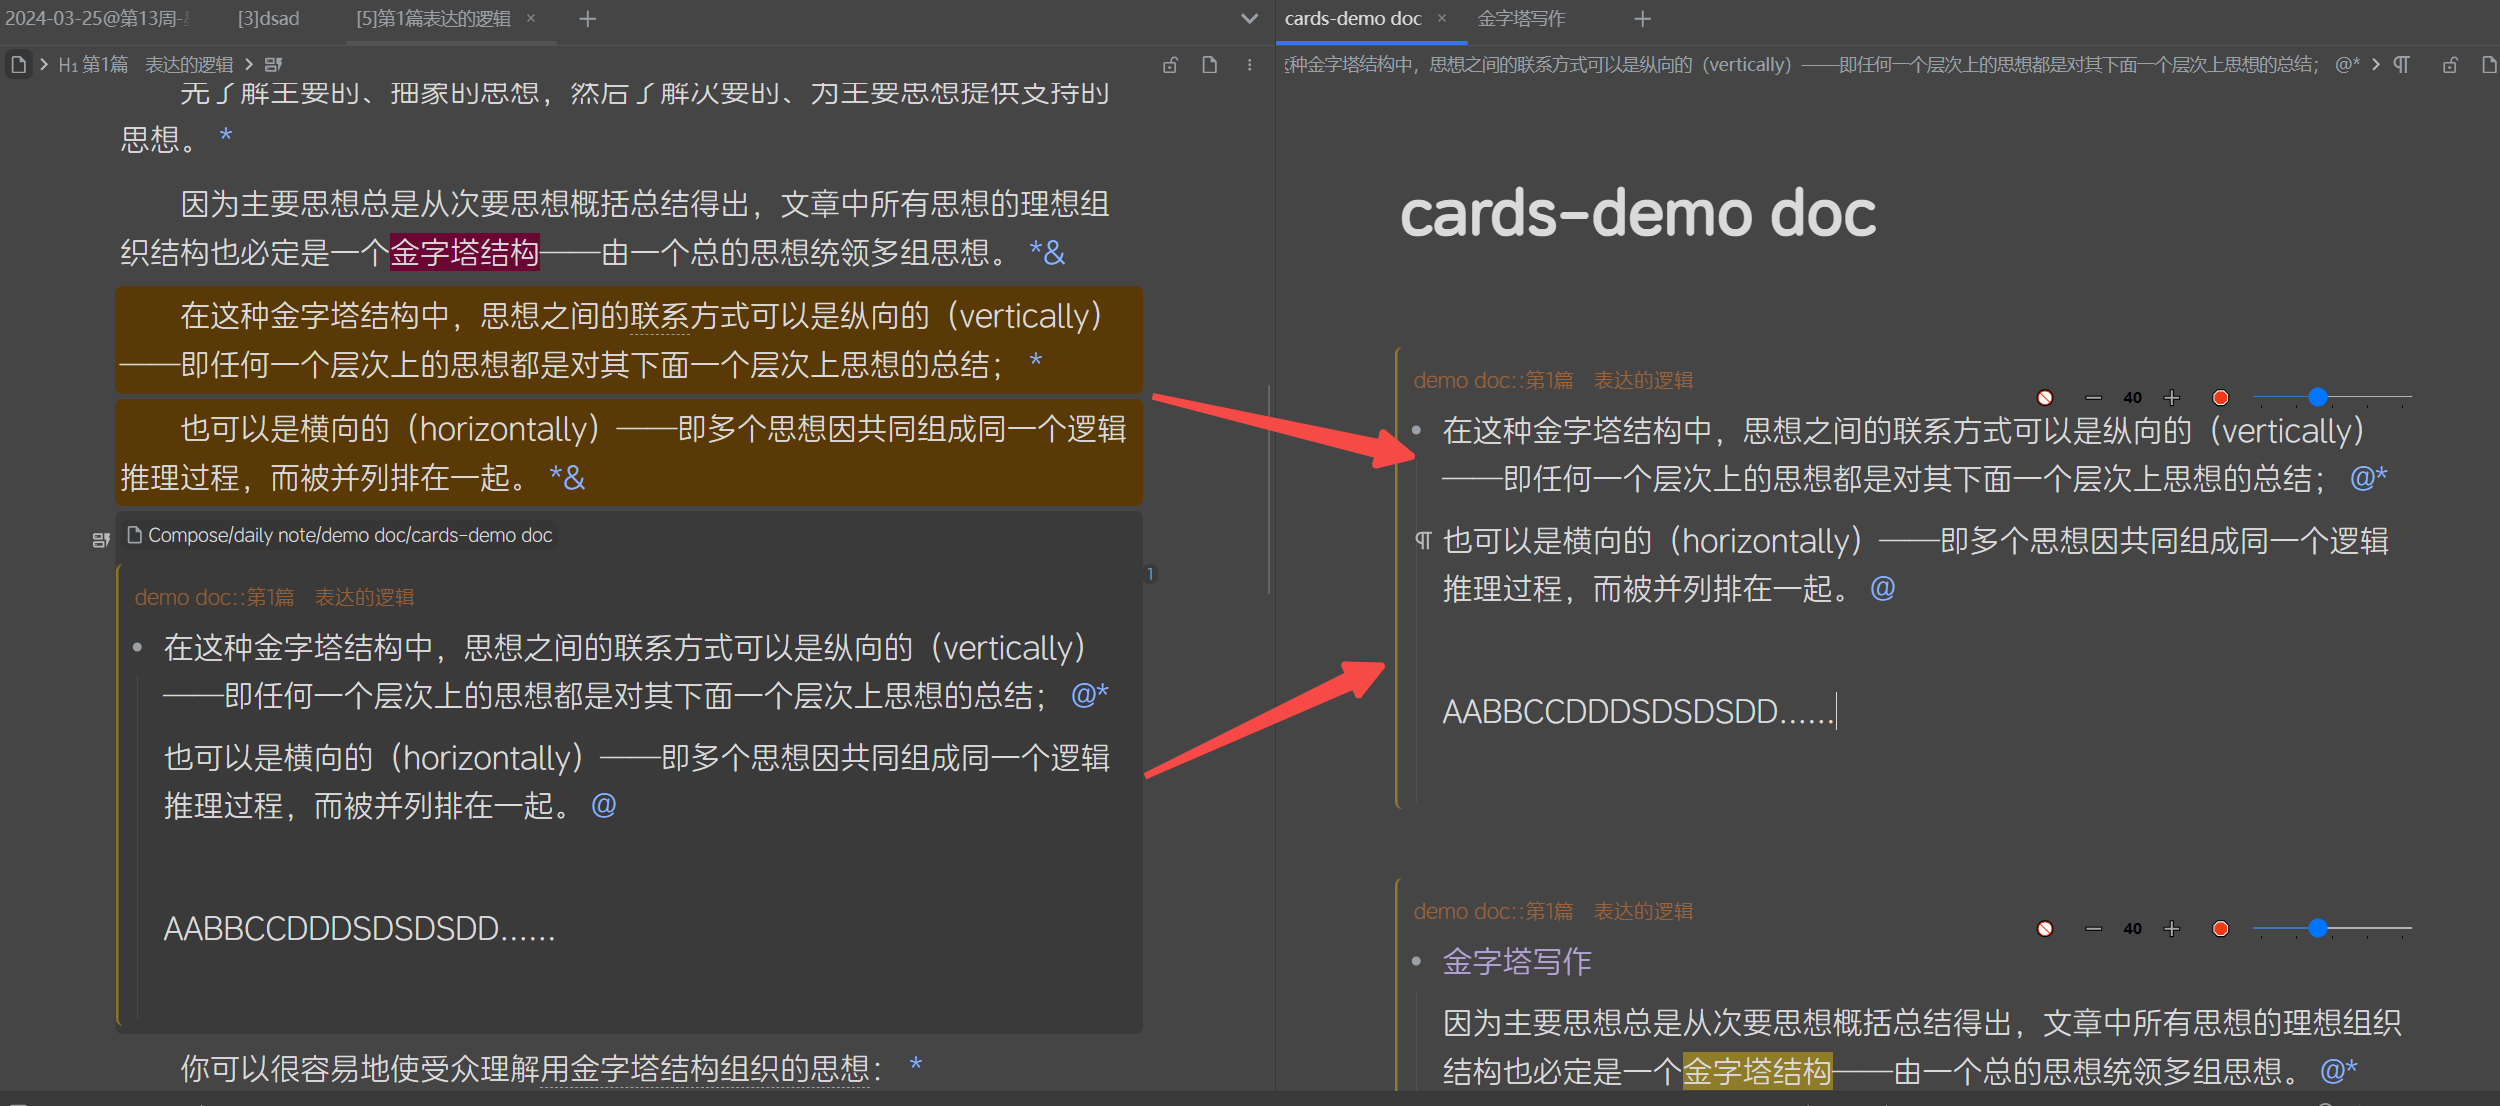 2024-03-25@第13周-
[3]dsad
[5]第1篇表达的逻辑 ×
cards-demo doc ×
金字塔写作
H1 第1篇 表达的逻辑
这种金字塔结构中，思想之间的联系方式可以是纵向的（vertically）——即任何一个层次上的思想都是对其下面一个层次上思想的总结； @*
先了解主要的、抽象的思想，然后了解次要的、为主要思想提供支持的
思想。 *
因为主要思想总是从次要思想概括总结得出，文章中所有思想的理想组
织结构也必定是一个金字塔结构——由一个总的思想统领多组思想。 *&
在这种金字塔结构中，思想之间的联系方式可以是纵向的（vertically）
——即任何一个层次上的思想都是对其下面一个层次上思想的总结； *
也可以是横向的（horizontally）——即多个思想因共同组成同一个逻辑
推理过程，而被并列排在一起。 *&
Compose/daily note/demo doc/cards-demo doc
1
demo doc::第1篇 表达的逻辑
在这种金字塔结构中，思想之间的联系方式可以是纵向的（vertically）
——即任何一个层次上的思想都是对其下面一个层次上思想的总结； @*
也可以是横向的（horizontally）——即多个思想因共同组成同一个逻辑
推理过程，而被并列排在一起。 @
AABBCCDDDSDSDSDD……
你可以很容易地使受众理解用金字塔结构组织的思想： *
cards-demo doc
demo doc::第1篇 表达的逻辑
40
在这种金字塔结构中，思想之间的联系方式可以是纵向的（vertically）
——即任何一个层次上的思想都是对其下面一个层次上思想的总结； @*
也可以是横向的（horizontally）——即多个思想因共同组成同一个逻辑
推理过程，而被并列排在一起。 @
AABBCCDDDSDSDSDD……
demo doc::第1篇 表达的逻辑
40
金字塔写作
因为主要思想总是从次要思想概括总结得出，文章中所有思想的理想组织
结构也必定是一个金字塔结构——由一个总的思想统领多组思想。 @*